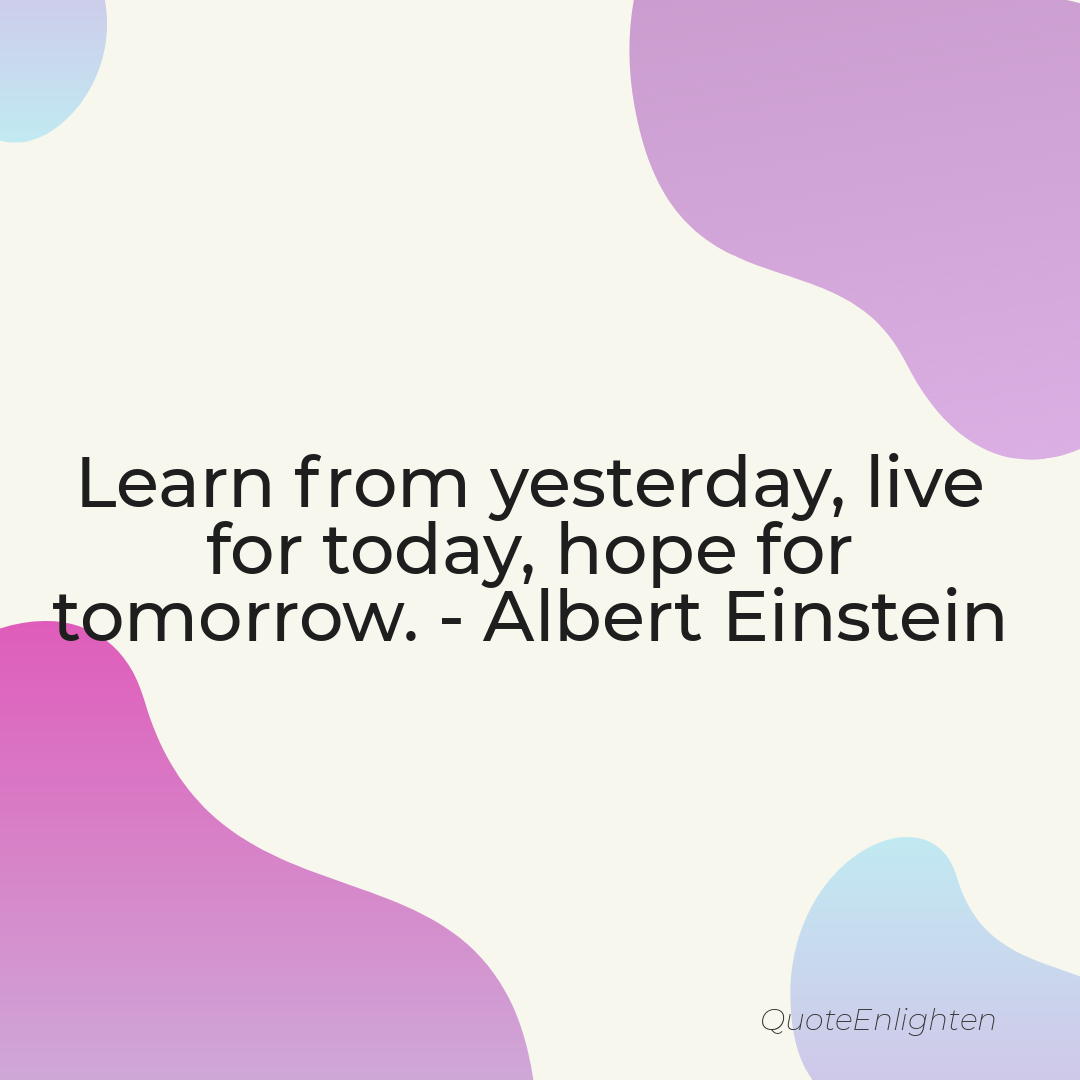 Learn from yesterday, live
for today, hope for
tomorrow. - Albert Einstein
QuoteEnlighten